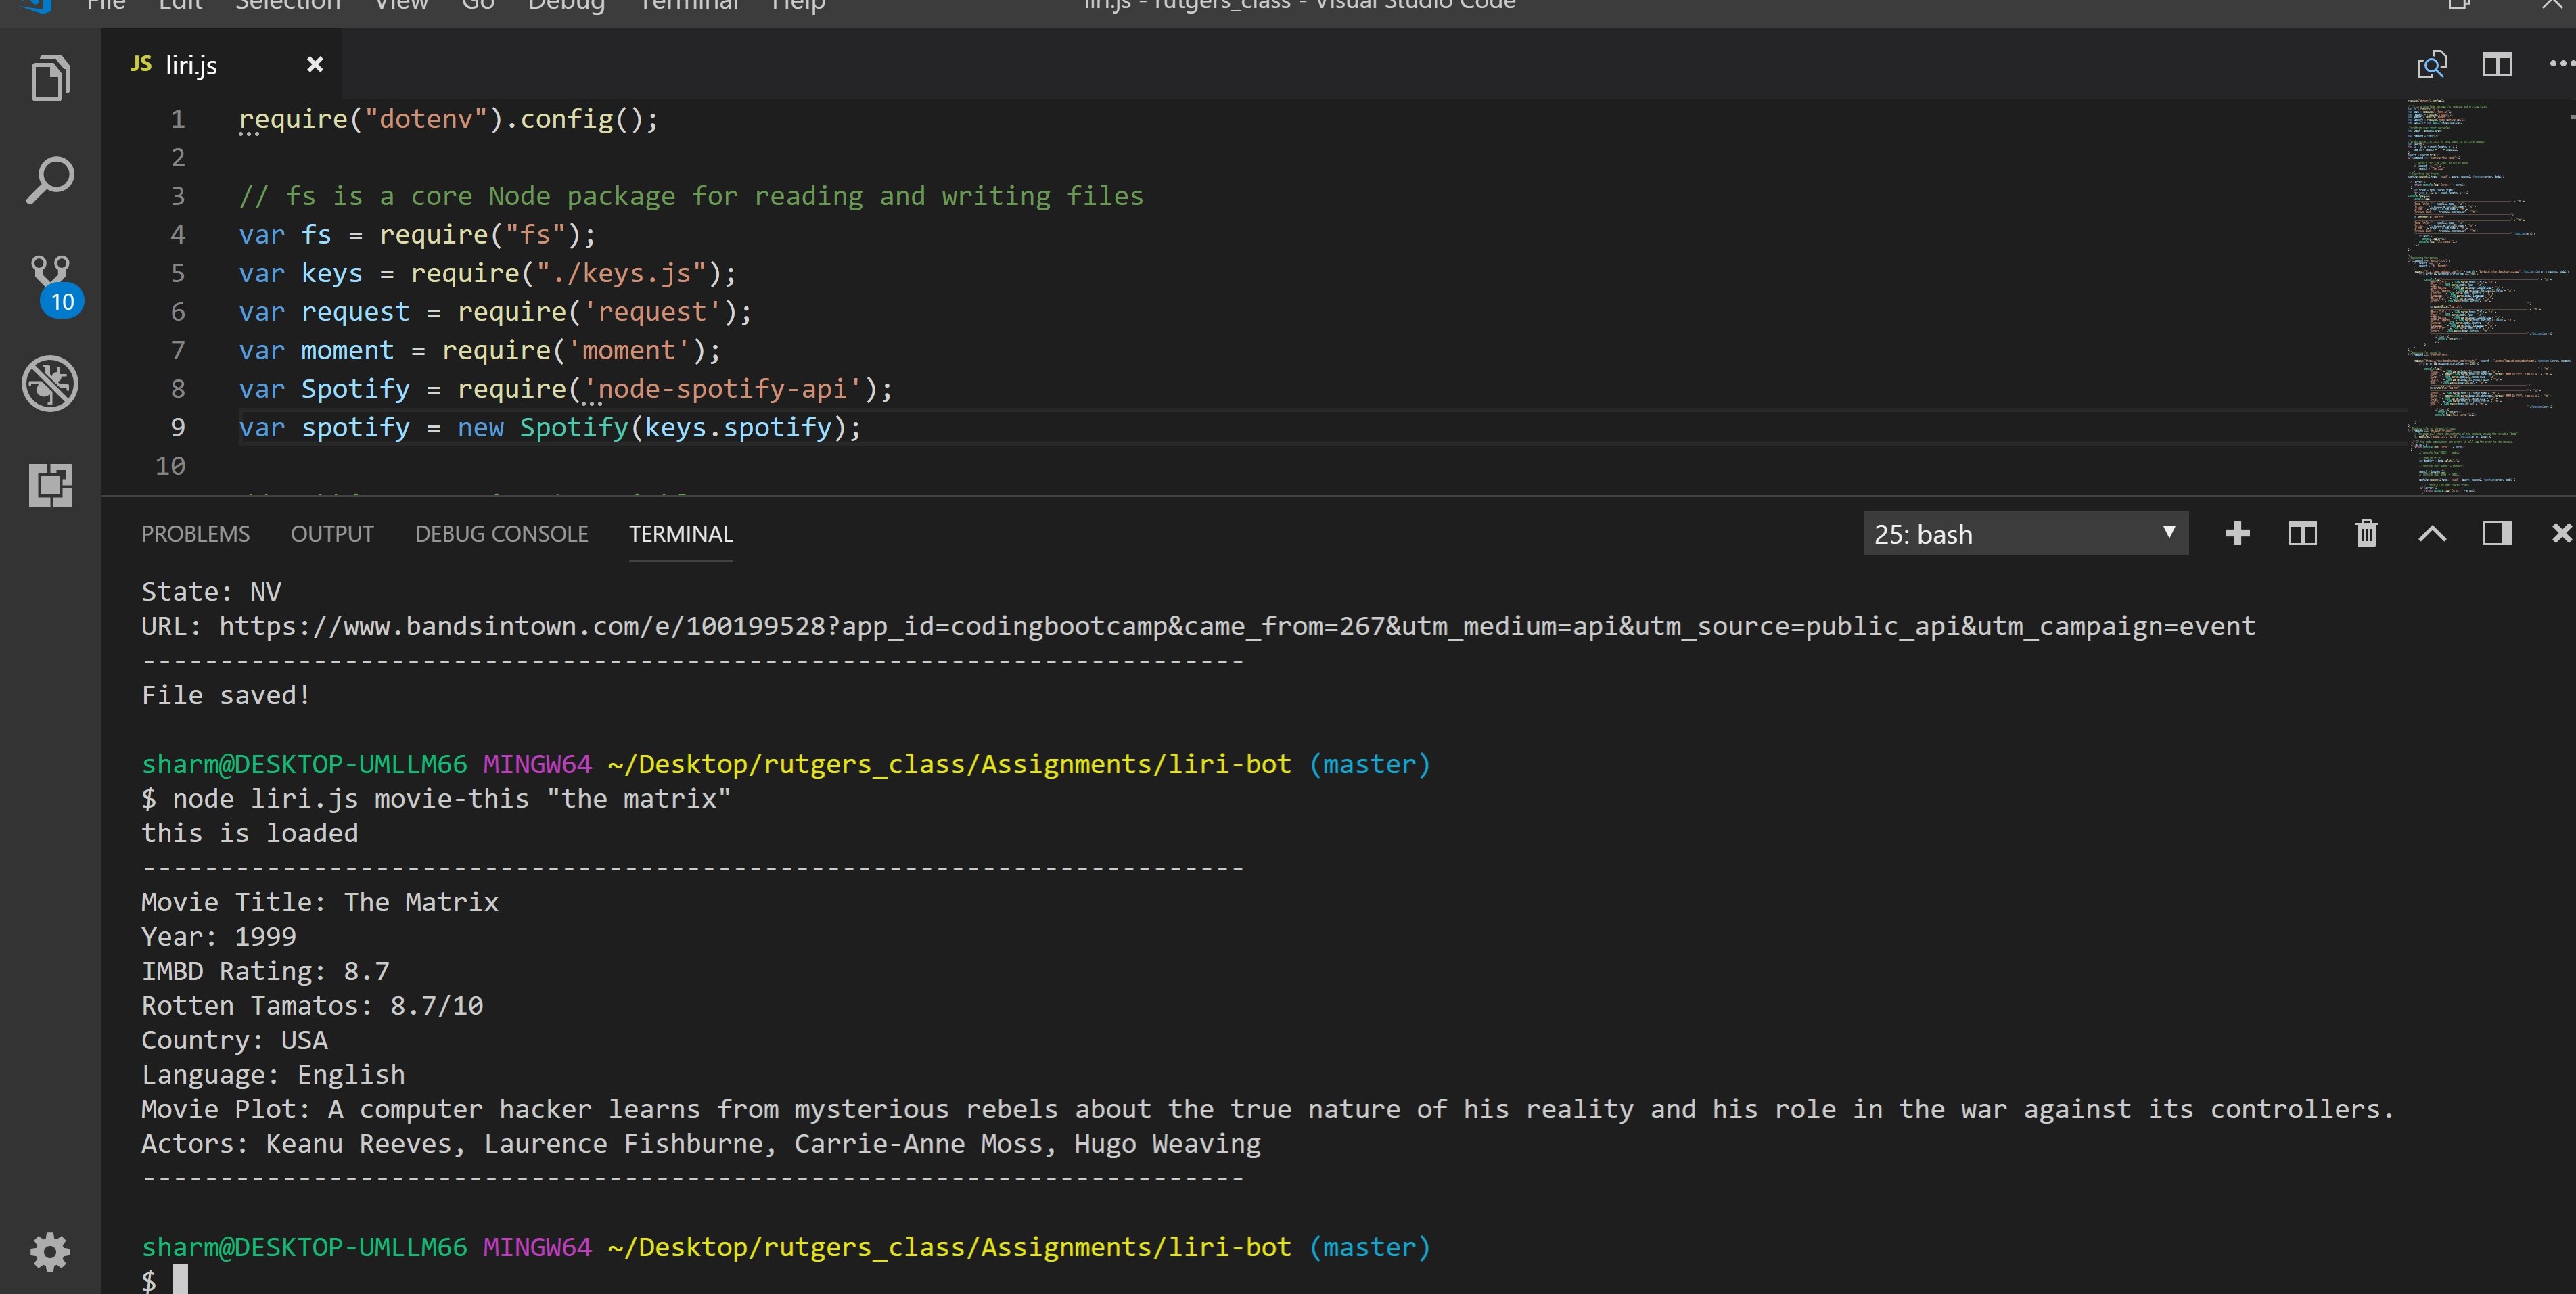 File Edit Selection View Go Debug Terminal Help
liri.js - rutgers_class - Visual Studio Code
JS liri.js
1 require("dotenv").config();
2
3 // fs is a core Node package for reading and writing files
4 var fs = require("fs");
5 var keys = require("./keys.js");
6 var request = require('request');
7 var moment = require('moment');
8 var Spotify = require('node-spotify-api');
9 var spotify = new Spotify(keys.spotify);
10
10
PROBLEMS OUTPUT DEBUG CONSOLE TERMINAL
25: bash
State: NV
URL: https://www.bandsintown.com/e/100199528?app_id=codingbootcamp&came_from=267&utm_medium=api&utm_source=public_api&utm_campaign=event
-----------------------------------------------------------------------
File saved!
sharm@DESKTOP-UMLLM66 MINGW64 ~/Desktop/rutgers_class/Assignments/liri-bot (master)
$ node liri.js movie-this "the matrix"
this is loaded
-----------------------------------------------------------------------
Movie Title: The Matrix
Year: 1999
IMBD Rating: 8.7
Rotten Tamatos: 8.7/10
Country: USA
Language: English
Movie Plot: A computer hacker learns from mysterious rebels about the true nature of his reality and his role in the war against its controllers.
Actors: Keanu Reeves, Laurence Fishburne, Carrie-Anne Moss, Hugo Weaving
-----------------------------------------------------------------------
sharm@DESKTOP-UMLLM66 MINGW64 ~/Desktop/rutgers_class/Assignments/liri-bot (master)
$